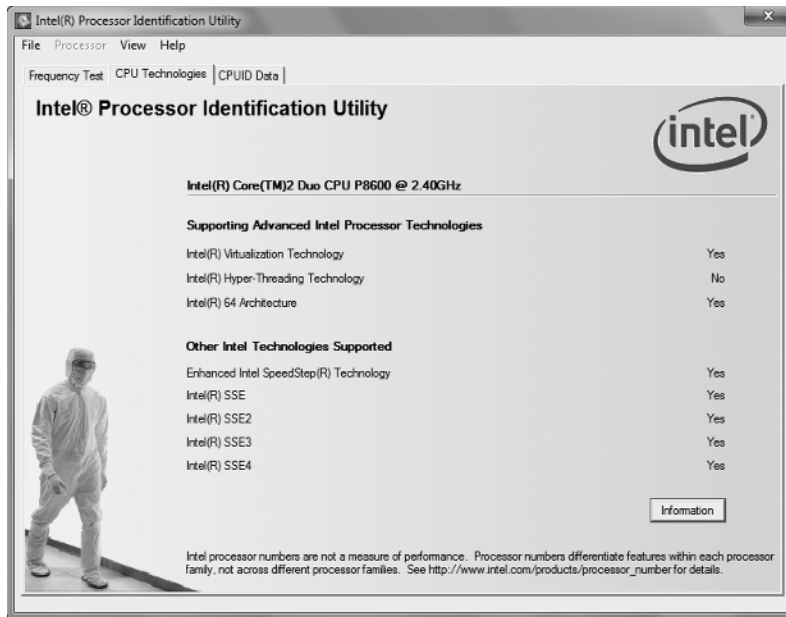 Intel(R) Processor Identification Utility
File Processor View Help
Frequency Test CPU Technologies CPUID Data
Intel® Processor Identification Utility
intel
Intel(R) Core(TM)2 Duo CPU P8600 @ 2.40GHz
Supporting Advanced Intel Processor Technologies
Intel(R) Virtualization Technology Yes
Intel(R) Hyper-Threading Technology No
Intel(R) 64 Architecture Yes
Other Intel Technologies Supported
Enhanced Intel SpeedStep(R) Technology Yes
Intel(R) SSE Yes
Intel(R) SSE2 Yes
Intel(R) SSE3 Yes
Intel(R) SSE4 Yes
Information
Intel processor numbers are not a measure of performance. Processor numbers differentiate features within each processor
family, not across different processor families. See http://www.intel.com/products/processor_number for details.